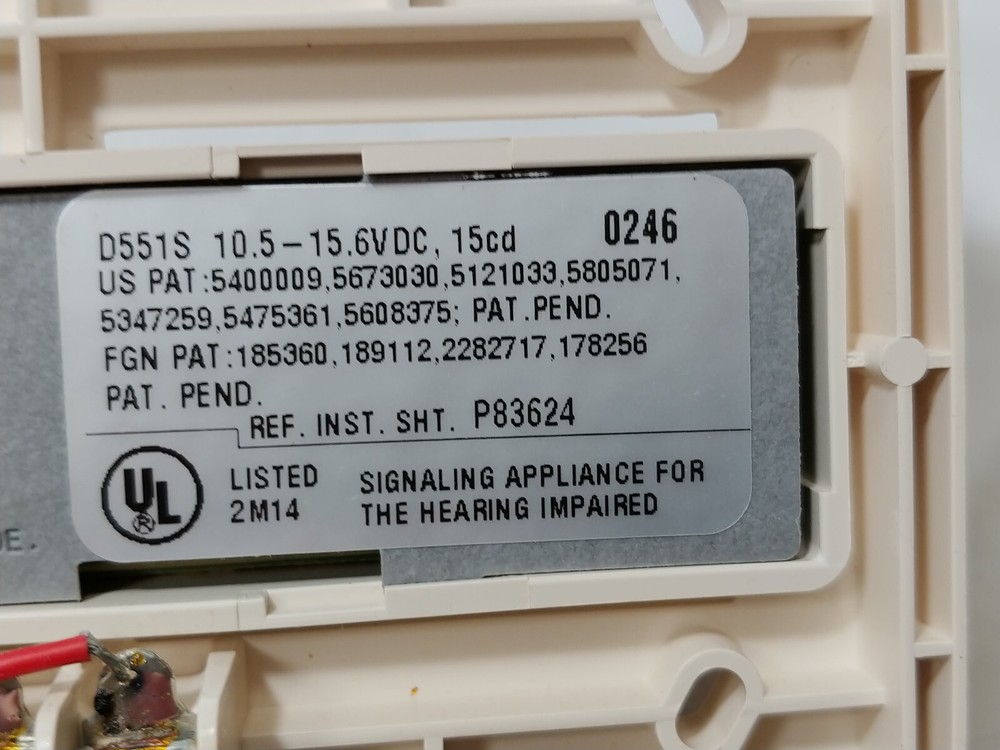 D551S 10.5-15.6VDC, 15cd 0246
US PAT:5400009,5673030,5121033,5805071,
5347259,5475361,5608375; PAT.PEND.
FGN PAT:185360,189112,2282717,178256
PAT. PEND.
REF. INST. SHT. P83624
UL ® LISTED SIGNALING APPLIANCE FOR
2M14 THE HEARING IMPAIRED